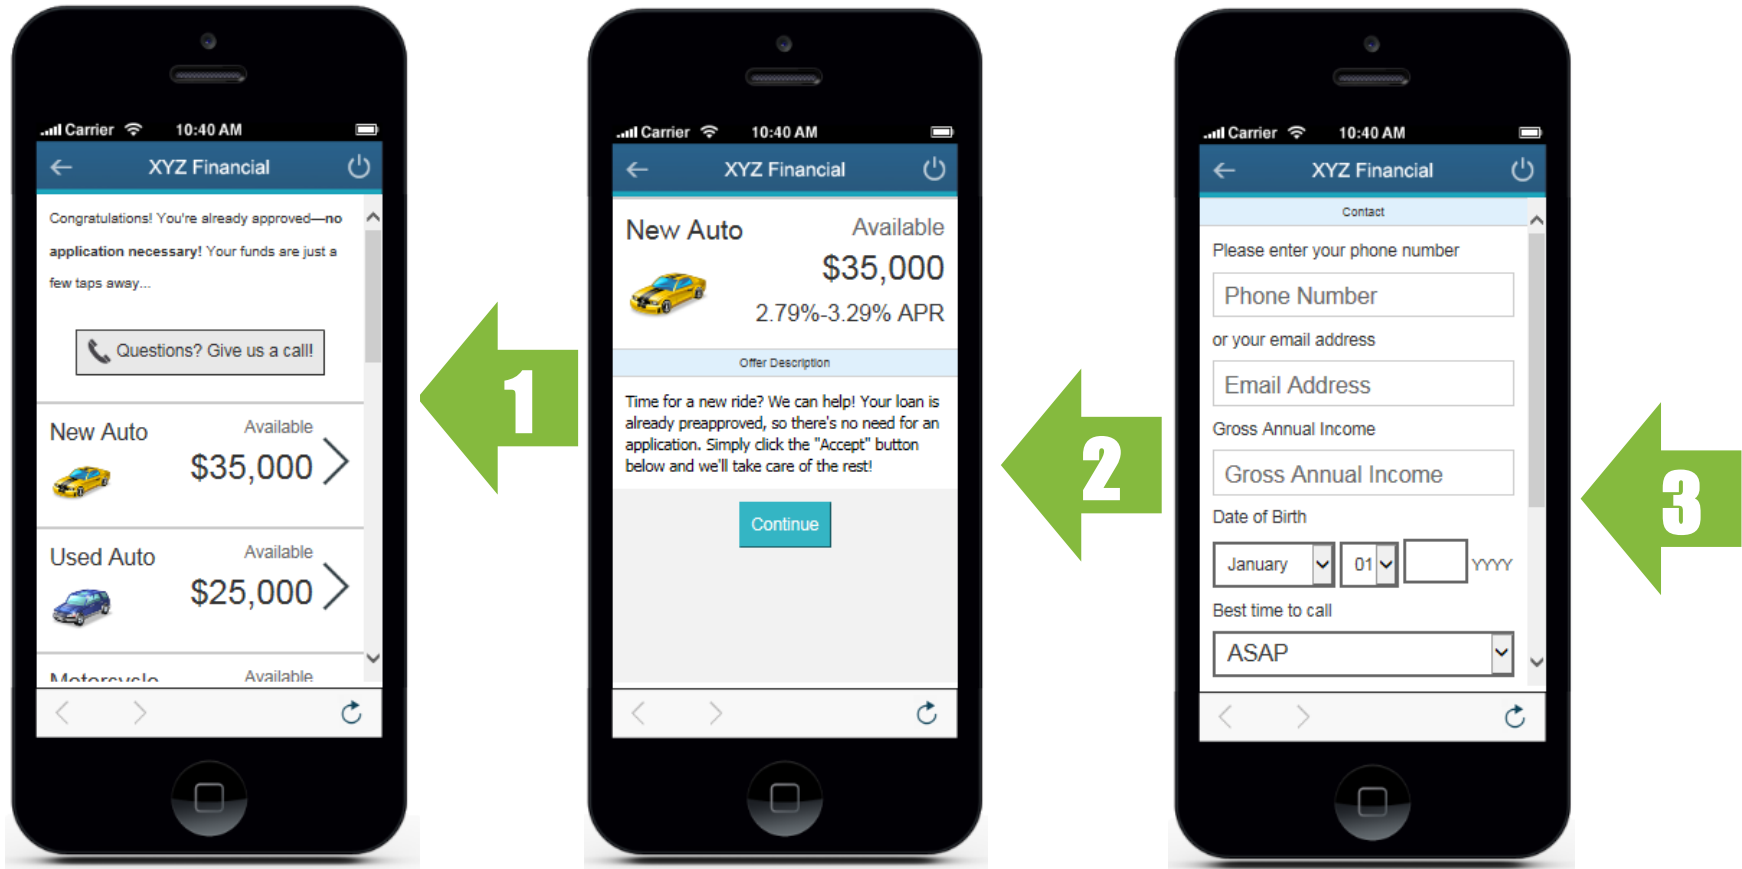 Carrier 10:40 AM
XYZ Financial
Congratulations! You're already approved—no
application necessary! Your funds are just a
few taps away...
Questions? Give us a call!
New Auto
Available
$35,000
Used Auto
Available
$25,000
Motorcycle
Available
1
Carrier 10:40 AM
XYZ Financial
New Auto
Available
$35,000
2.79%-3.29% APR
Offer Description
Time for a new ride? We can help! Your loan is
already preapproved, so there's no need for an
application. Simply click the "Accept" button
below and we'll take care of the rest!
Continue
2
Carrier 10:40 AM
XYZ Financial
Contact
Please enter your phone number
Phone Number
or your email address
Email Address
Gross Annual Income
Gross Annual Income
Date of Birth
January 01 YYYY
Best time to call
ASAP
3